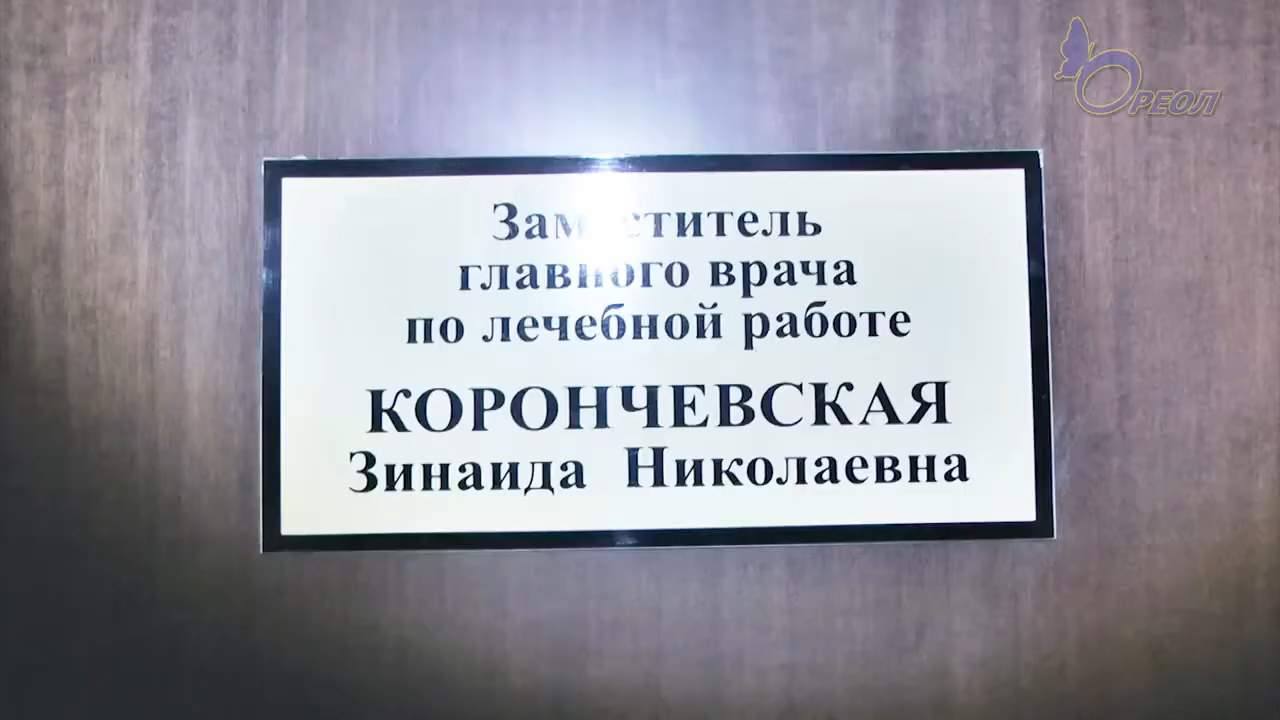 ОРЕОЛ
Заместитель
главного врача
по лечебной работе
КОРОНЧЕВСКАЯ
Зинаида Николаевна